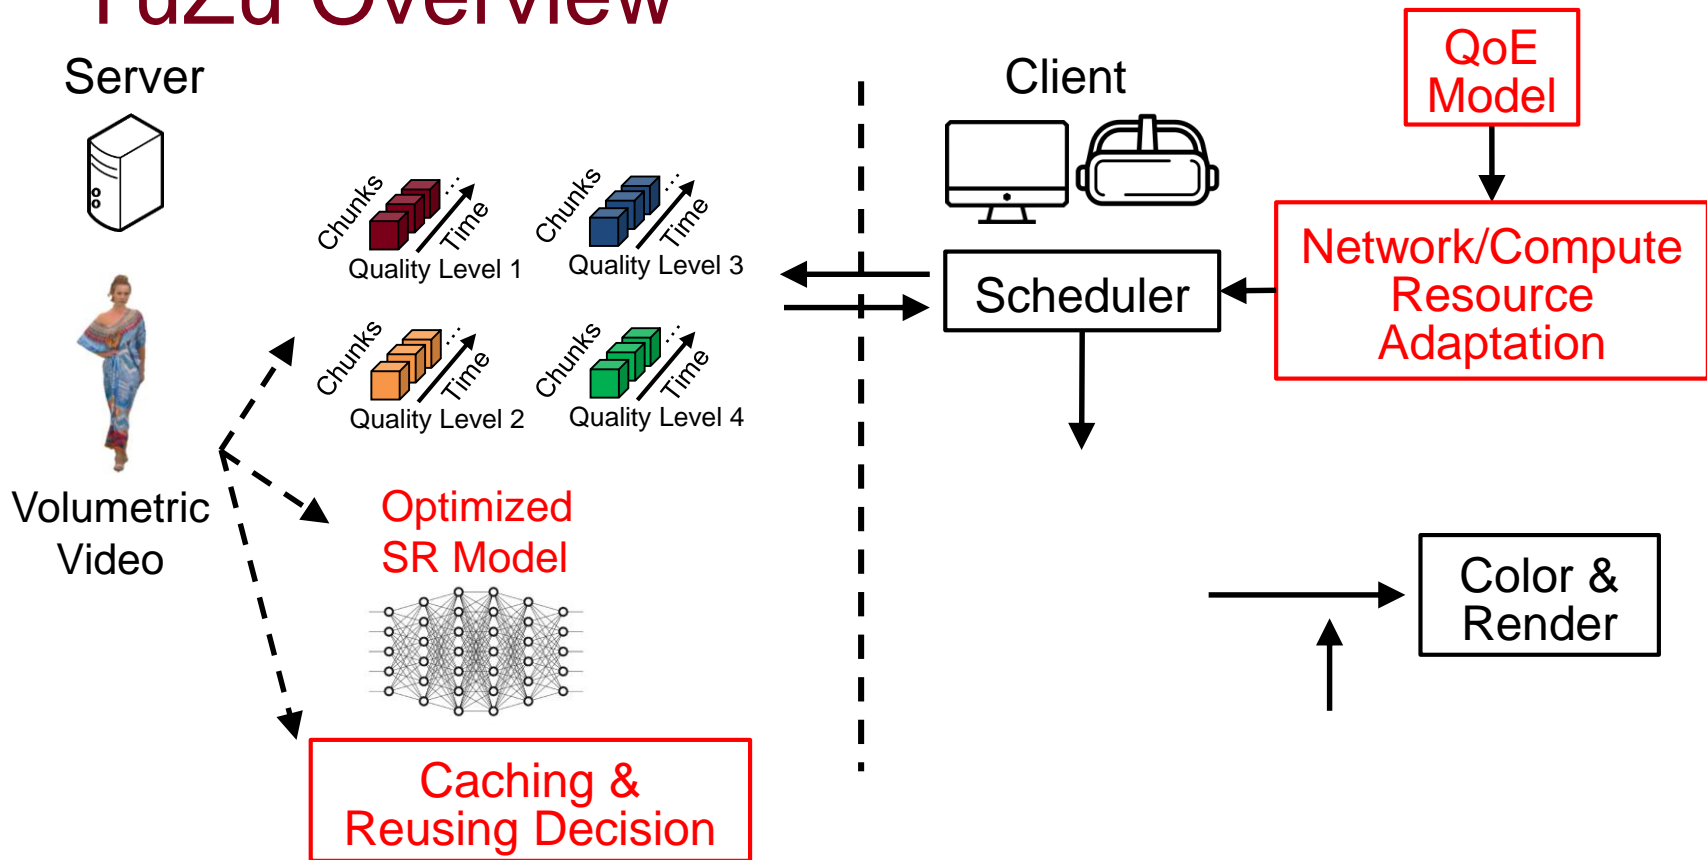 YuZu Overview
Server
Client
QoE
Model
Chunks
...
Time
Quality Level 1
Chunks
...
Time
Quality Level 3
Network/Compute
Resource
Adaptation
Scheduler
Chunks
...
Time
Quality Level 2
Chunks
...
Time
Quality Level 4
Volumetric
Video
Optimized
SR Model
Color &
Render
Caching &
Reusing Decision